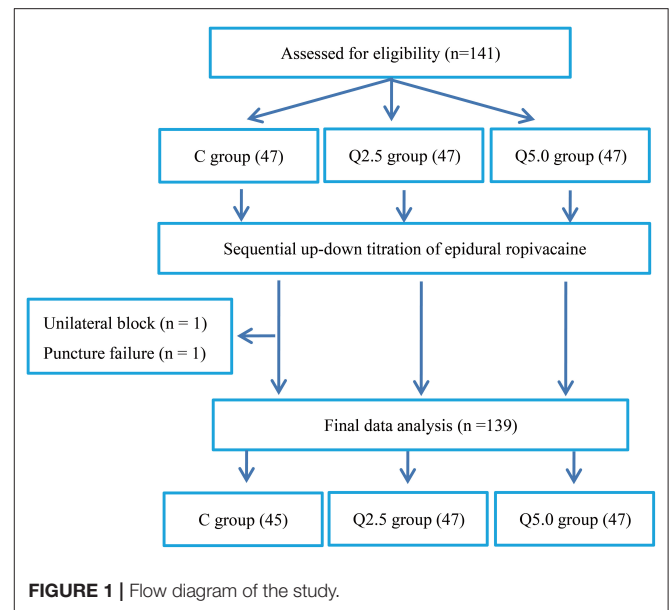 Assessed for eligibility (n=141)
C group (47)
Q2.5 group (47)
Q5.0 group (47)
Sequential up-down titration of epidural ropivacaine
Unilateral block (n = 1)
Puncture failure (n = 1)
Final data analysis (n =139)
C group (45)
Q2.5 group (47)
Q5.0 group (47)
FIGURE 1 | Flow diagram of the study.